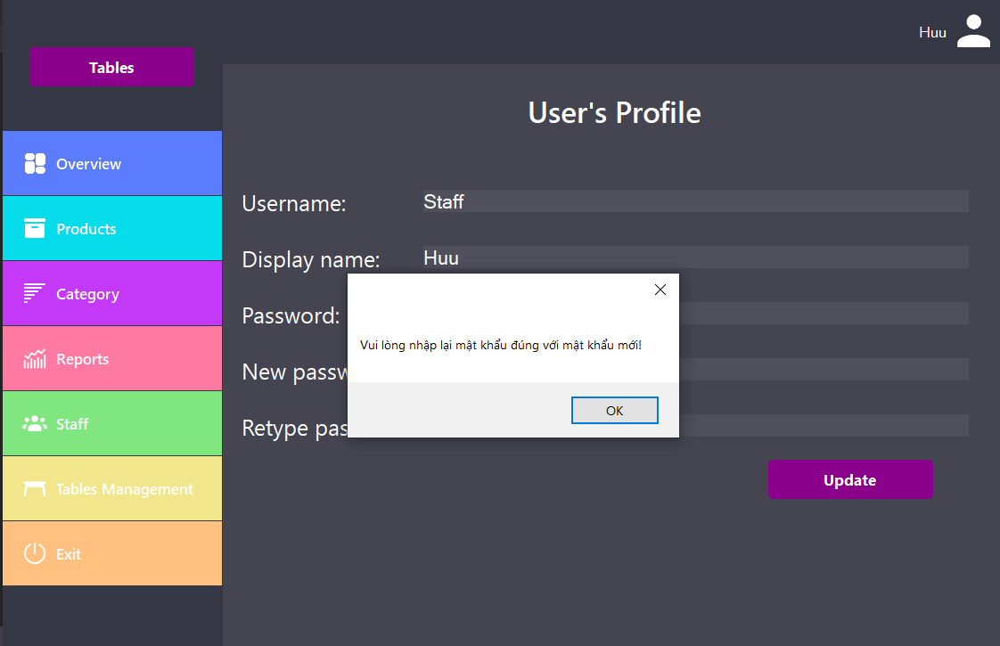 Huu
Tables
User's Profile
Overview
Products
Category
Reports
Staff
Tables Management
Exit
Username: Staff
Display name: Huu
Password:
New passw
Retype pas
Vui lòng nhập lại mật khẩu đúng với mật khẩu mới!
OK
Update